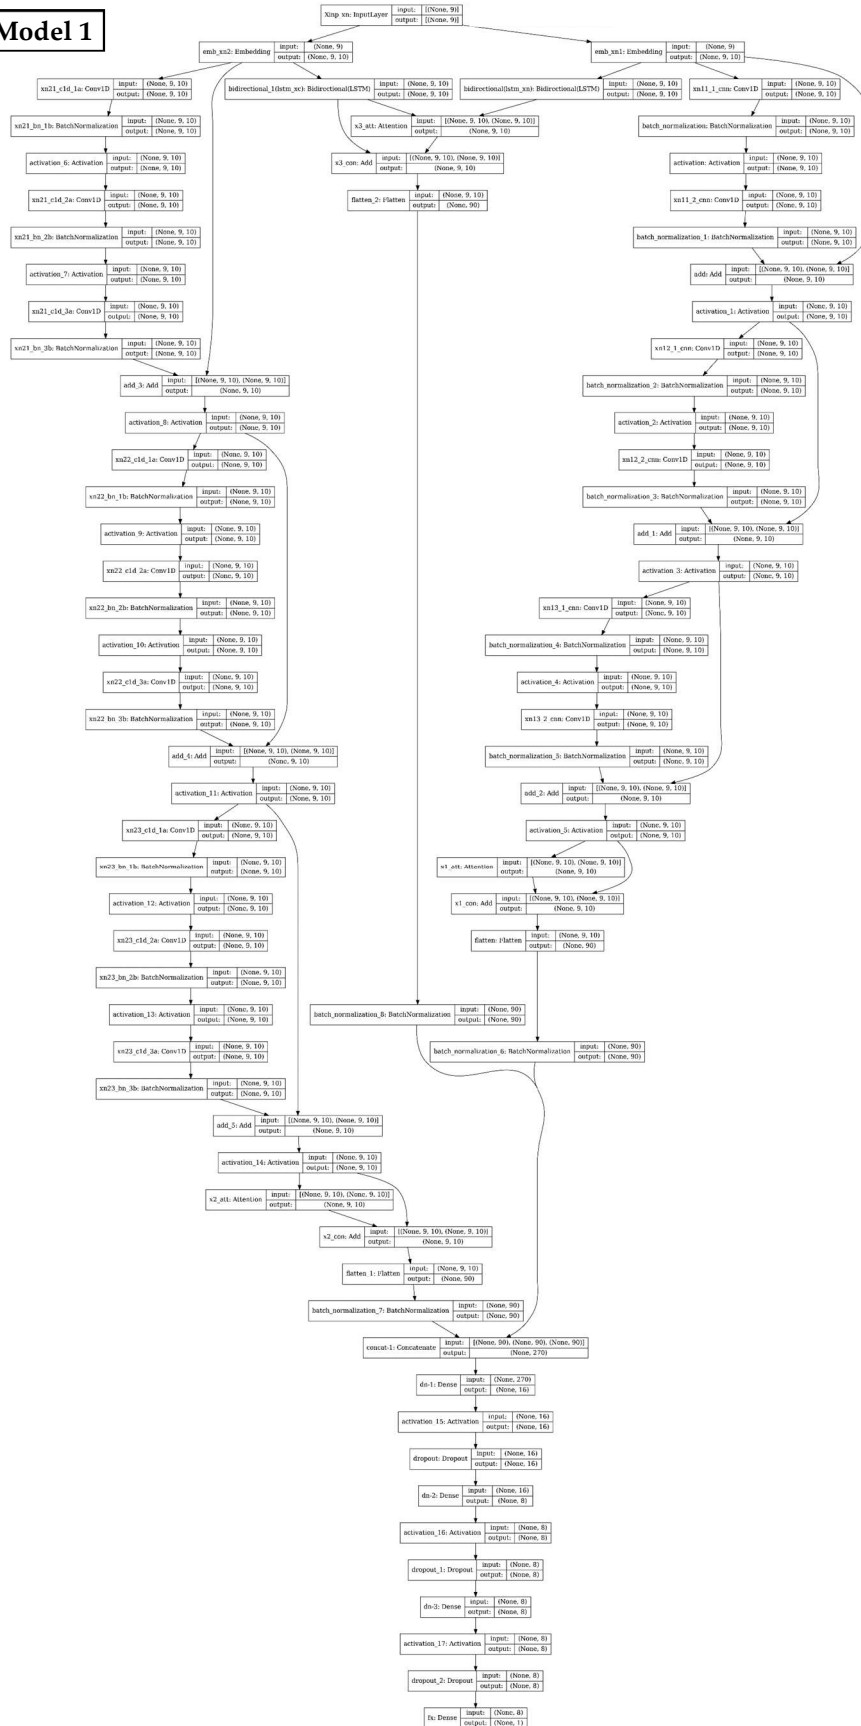 Model 1
Xinp_xn: InputLayer input: [(None, 9)] output: [(None, 9)]
emb_xn2: Embedding input: (None, 9) output: (None, 9, 10)
emb_xn1: Embedding input: (None, 9) output: (None, 9, 10)
xn21_c1d_1a: Conv1D input: (None, 9, 10) output: (None, 9, 10)
bidirectional_1(lstm_xc): Bidirectional(LSTM) input: (None, 9, 10) output: (None, 9, 10)
bidirectional(lstm_xn): Bidirectional(LSTM) input: (None, 9, 10) output: (None, 9, 10)
xn11_1_cnn: Conv1D input: (None, 9, 10) output: (None, 9, 10)
xn21_bn_1b: BatchNormalization input: (None, 9, 10) output: (None, 9, 10)
x3_att: Attention input: [(None, 9, 10), (None, 9, 10)] output: (None, 9, 10)
batch_normalization: BatchNormalization input: (None, 9, 10) output: (None, 9, 10)
activation_6: Activation input: (None, 9, 10) output: (None, 9, 10)
x3_con: Add input: [(None, 9, 10), (None, 9, 10)] output: (None, 9, 10)
activation: Activation input: (None, 9, 10) output: (None, 9, 10)
xn21_c1d_2a: Conv1D input: (None, 9, 10) output: (None, 9, 10)
flatten_2: Flatten input: (None, 9, 10) output: (None, 90)
xn11_2_cnn: Conv1D input: (None, 9, 10) output: (None, 9, 10)
xn21_bn_2b: BatchNormalization input: (None, 9, 10) output: (None, 9, 10)
batch_normalization_1: BatchNormalization input: (None, 9, 10) output: (None, 9, 10)
activation_7: Activation input: (None, 9, 10) output: (None, 9, 10)
add: Add input: [(None, 9, 10), (None, 9, 10)] output: (None, 9, 10)
xn21_c1d_3a: Conv1D input: (None, 9, 10) output: (None, 9, 10)
activation_1: Activation input: (None, 9, 10) output: (None, 9, 10)
xn21_bn_3b: BatchNormalization input: (None, 9, 10) output: (None, 9, 10)
xn12_1_cnn: Conv1D input: (None, 9, 10) output: (None, 9, 10)
add_3: Add input: [(None, 9, 10), (None, 9, 10)] output: (None, 9, 10)
batch_normalization_2: BatchNormalization input: (None, 9, 10) output: (None, 9, 10)
activation_8: Activation input: (None, 9, 10) output: (None, 9, 10)
activation_2: Activation input: (None, 9, 10) output: (None, 9, 10)
xn22_c1d_1a: Conv1D input: (None, 9, 10) output: (None, 9, 10)
xn12_2_cnn: Conv1D input: (None, 9, 10) output: (None, 9, 10)
xn22_bn_1b: BatchNormalization input: (None, 9, 10) output: (None, 9, 10)
batch_normalization_3: BatchNormalization input: (None, 9, 10) output: (None, 9, 10)
activation_9: Activation input: (None, 9, 10) output: (None, 9, 10)
add_1: Add input: [(None, 9, 10), (None, 9, 10)] output: (None, 9, 10)
xn22_c1d_2a: Conv1D input: (None, 9, 10) output: (None, 9, 10)
activation_3: Activation input: (None, 9, 10) output: (None, 9, 10)
xn22_bn_2b: BatchNormalization input: (None, 9, 10) output: (None, 9, 10)
xn13_1_cnn: Conv1D input: (None, 9, 10) output: (None, 9, 10)
activation_10: Activation input: (None, 9, 10) output: (None, 9, 10)
batch_normalization_4: BatchNormalization input: (None, 9, 10) output: (None, 9, 10)
xn22_c1d_3a: Conv1D input: (None, 9, 10) output: (None, 9, 10)
activation_4: Activation input: (None, 9, 10) output: (None, 9, 10)
xn22_bn_3b: BatchNormalization input: (None, 9, 10) output: (None, 9, 10)
xn13_2_cnn: Conv1D input: (None, 9, 10) output: (None, 9, 10)
add_4: Add input: [(None, 9, 10), (None, 9, 10)] output: (None, 9, 10)
batch_normalization_5: BatchNormalization input: (None, 9, 10) output: (None, 9, 10)
activation_11: Activation input: (None, 9, 10) output: (None, 9, 10)
add_2: Add input: [(None, 9, 10), (None, 9, 10)] output: (None, 9, 10)
xn23_c1d_1a: Conv1D input: (None, 9, 10) output: (None, 9, 10)
activation_5: Activation input: (None, 9, 10) output: (None, 9, 10)
xn23_bn_1b: BatchNormalization input: (None, 9, 10) output: (None, 9, 10)
x1_att: Attention input: [(None, 9, 10), (None, 9, 10)] output: (None, 9, 10)
activation_12: Activation input: (None, 9, 10) output: (None, 9, 10)
x1_con: Add input: [(None, 9, 10), (None, 9, 10)] output: (None, 9, 10)
xn23_c1d_2a: Conv1D input: (None, 9, 10) output: (None, 9, 10)
flatten: Flatten input: (None, 9, 10) output: (None, 90)
xn23_bn_2b: BatchNormalization input: (None, 9, 10) output: (None, 9, 10)
activation_13: Activation input: (None, 9, 10) output: (None, 9, 10)
batch_normalization_8: BatchNormalization input: (None, 90) output: (None, 90)
xn23_c1d_3a: Conv1D input: (None, 9, 10) output: (None, 9, 10)
batch_normalization_6: BatchNormalization input: (None, 90) output: (None, 90)
xn23_bn_3b: BatchNormalization input: (None, 9, 10) output: (None, 9, 10)
add_5: Add input: [(None, 9, 10), (None, 9, 10)] output: (None, 9, 10)
activation_14: Activation input: (None, 9, 10) output: (None, 9, 10)
x2_att: Attention input: [(None, 9, 10), (None, 9, 10)] output: (None, 9, 10)
x2_con: Add input: [(None, 9, 10), (None, 9, 10)] output: (None, 9, 10)
flatten_1: Flatten input: (None, 9, 10) output: (None, 90)
batch_normalization_7: BatchNormalization input: (None, 90) output: (None, 90)
concat-1: Concatenate input: [(None, 90), (None, 90), (None, 90)] output: (None, 270)
dn-1: Dense input: (None, 270) output: (None, 16)
activation_15: Activation input: (None, 16) output: (None, 16)
dropout: Dropout input: (None, 16) output: (None, 16)
dn-2: Dense input: (None, 16) output: (None, 8)
activation_16: Activation input: (None, 8) output: (None, 8)
dropout_1: Dropout input: (None, 8) output: (None, 8)
dn-3: Dense input: (None, 8) output: (None, 8)
activation_17: Activation input: (None, 8) output: (None, 8)
dropout_2: Dropout input: (None, 8) output: (None, 8)
fx: Dense input: (None, 8) output: (None, 1)